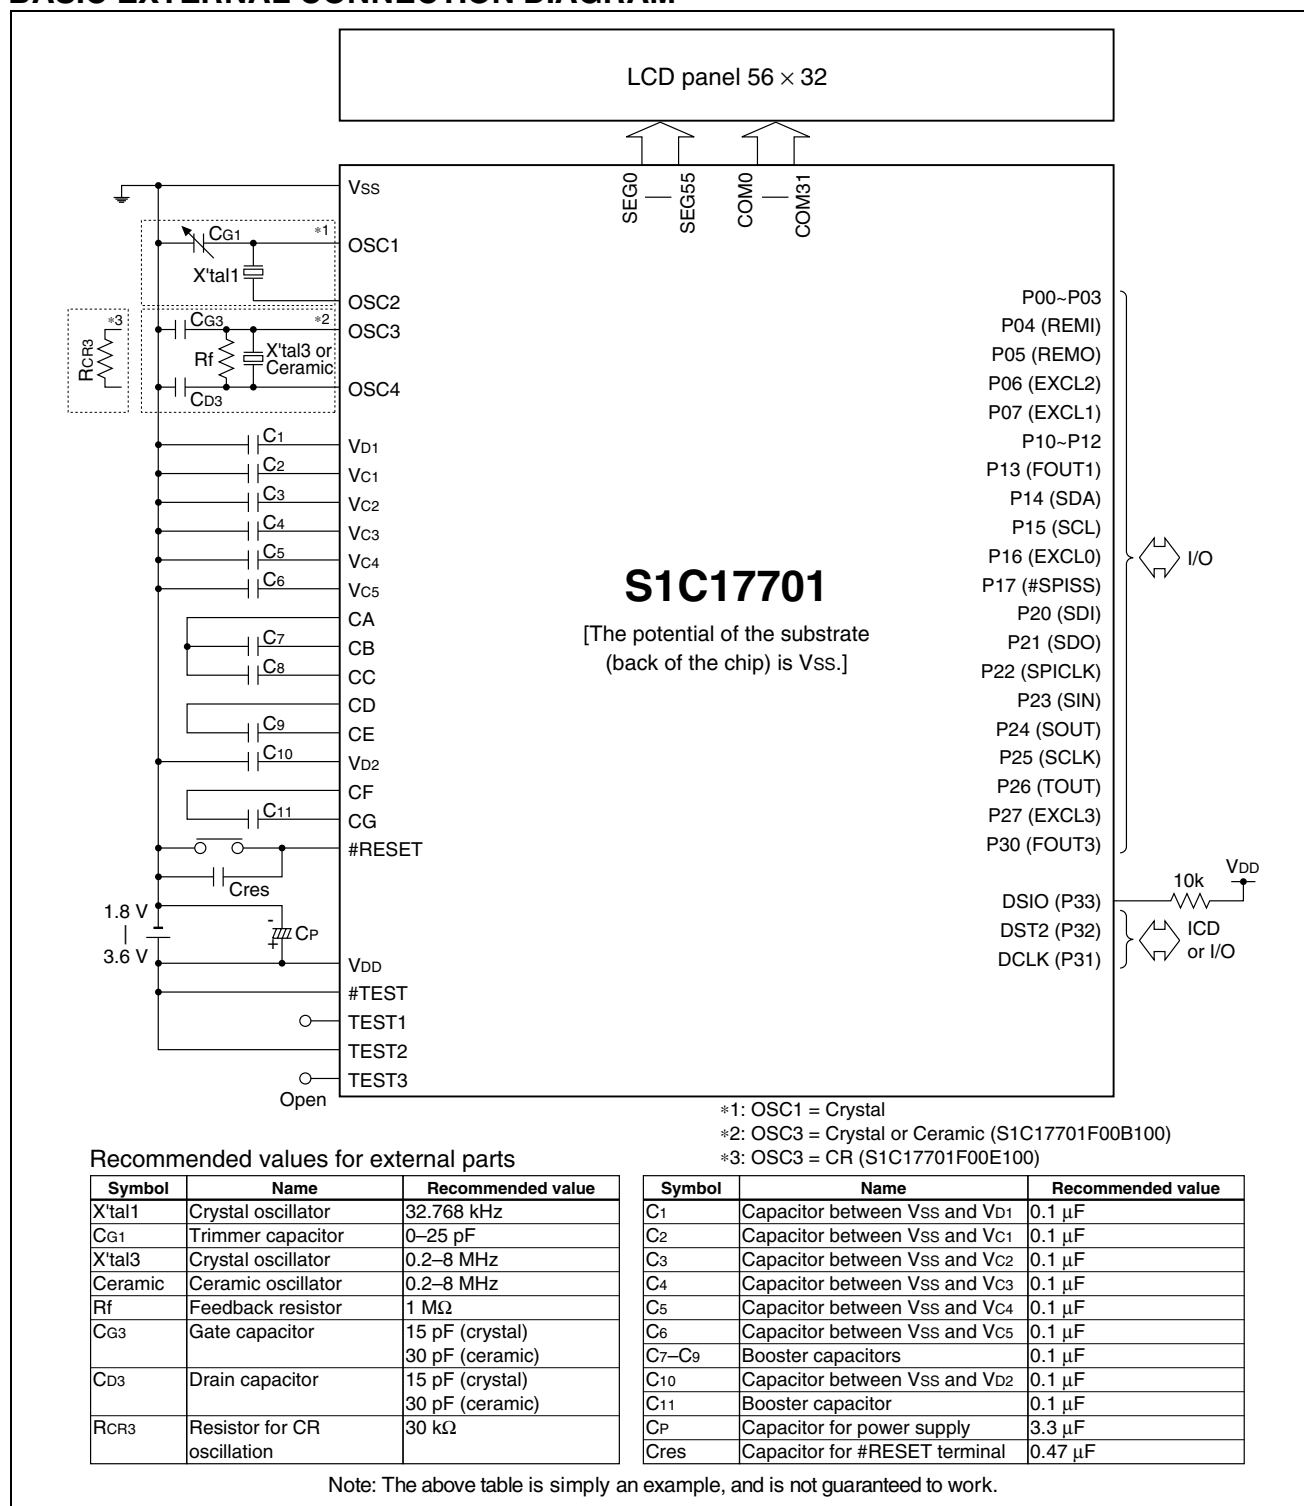 BASIC EXTERNAL CONNECTION DIAGRAM
LCD panel 56 × 32
SEG0
SEG55
COM0
COM31
VSS
CG1
*1
OSC1
X'tal1
OSC2
*3
RCR3
CG3
*2
OSC3
Rf
X'tal3 or
Ceramic
CD3
OSC4
C1
VD1
C2
VC1
C3
VC2
C4
VC3
C5
VC4
C6
VC5
CA
C7
CB
C8
CC
CD
C9
CE
C10
VD2
CF
C11
CG
#RESET
Cres
1.8 V
|
3.6 V
-
+
CP
VDD
#TEST
TEST1
TEST2
TEST3
Open
S1C17701
[The potential of the substrate
(back of the chip) is VSS.]
P00~P03
P04 (REMI)
P05 (REMO)
P06 (EXCL2)
P07 (EXCL1)
P10~P12
P13 (FOUT1)
P14 (SDA)
P15 (SCL)
P16 (EXCL0)
P17 (#SPISS)
P20 (SDI)
P21 (SDO)
P22 (SPICLK)
P23 (SIN)
P24 (SOUT)
P25 (SCLK)
P26 (TOUT)
P27 (EXCL3)
P30 (FOUT3)
I/O
DSIO (P33)
10k
VDD
DST2 (P32)
DCLK (P31)
ICD
or I/O
*1: OSC1 = Crystal
*2: OSC3 = Crystal or Ceramic (S1C17701F00B100)
*3: OSC3 = CR (S1C17701F00E100)
Recommended values for external parts
Symbol Name Recommended value
X'tal1 Crystal oscillator 32.768 kHz
CG1 Trimmer capacitor 0–25 pF
X'tal3 Crystal oscillator 0.2–8 MHz
Ceramic Ceramic oscillator 0.2–8 MHz
Rf Feedback resistor 1 MΩ
CG3 Gate capacitor 15 pF (crystal)
30 pF (ceramic)
CD3 Drain capacitor 15 pF (crystal)
30 pF (ceramic)
RCR3 Resistor for CR 30 kΩ
oscillation
Symbol Name Recommended value
C1 Capacitor between VSS and VD1 0.1 µF
C2 Capacitor between VSS and VC1 0.1 µF
C3 Capacitor between VSS and VC2 0.1 µF
C4 Capacitor between VSS and VC3 0.1 µF
C5 Capacitor between VSS and VC4 0.1 µF
C6 Capacitor between VSS and VC5 0.1 µF
C7–C9 Booster capacitors 0.1 µF
C10 Capacitor between VSS and VD2 0.1 µF
C11 Booster capacitor 0.1 µF
CP Capacitor for power supply 3.3 µF
Cres Capacitor for #RESET terminal 0.47 µF
Note: The above table is simply an example, and is not guaranteed to work.